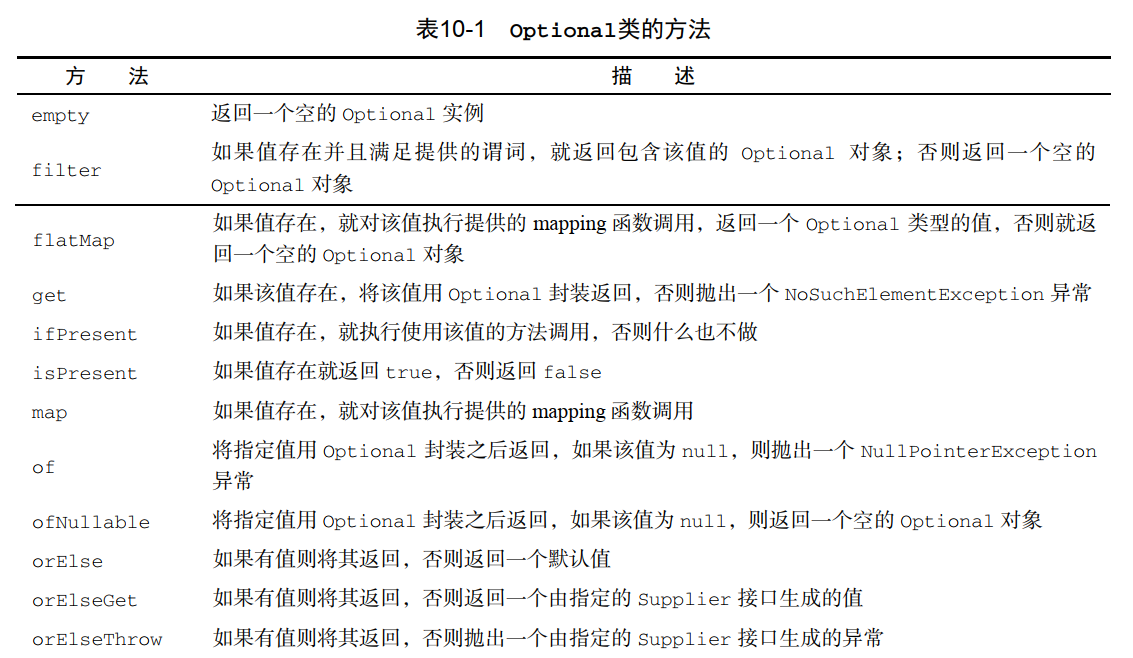 表10-1 Optional类的方法
方 法 描 述
empty 返回一个空的 Optional 实例
filter 如果值存在并且满足提供的谓词，就返回包含该值的 Optional 对象；否则返回一个空的
Optional 对象
flatMap 如果值存在，就对该值执行提供的 mapping 函数调用，返回一个 Optional 类型的值，否则就返
回一个空的 Optional 对象
get 如果该值存在，将该值用 Optional 封装返回，否则抛出一个 NoSuchElementException 异常
ifPresent 如果值存在，就执行使用该值的方法调用，否则什么也不做
isPresent 如果值存在就返回 true，否则返回 false
map 如果值存在，就对该值执行提供的 mapping 函数调用
of 将指定值用 Optional 封装之后返回，如果该值为 null，则抛出一个 NullPointerException
异常
ofNullable 将指定值用 Optional 封装之后返回，如果该值为 null，则返回一个空的 Optional 对象
orElse 如果有值则将其返回，否则返回一个默认值
orElseGet 如果有值则将其返回，否则返回一个由指定的 Supplier 接口生成的值
orElseThrow 如果有值则将其返回，否则抛出一个由指定的 Supplier 接口生成的异常